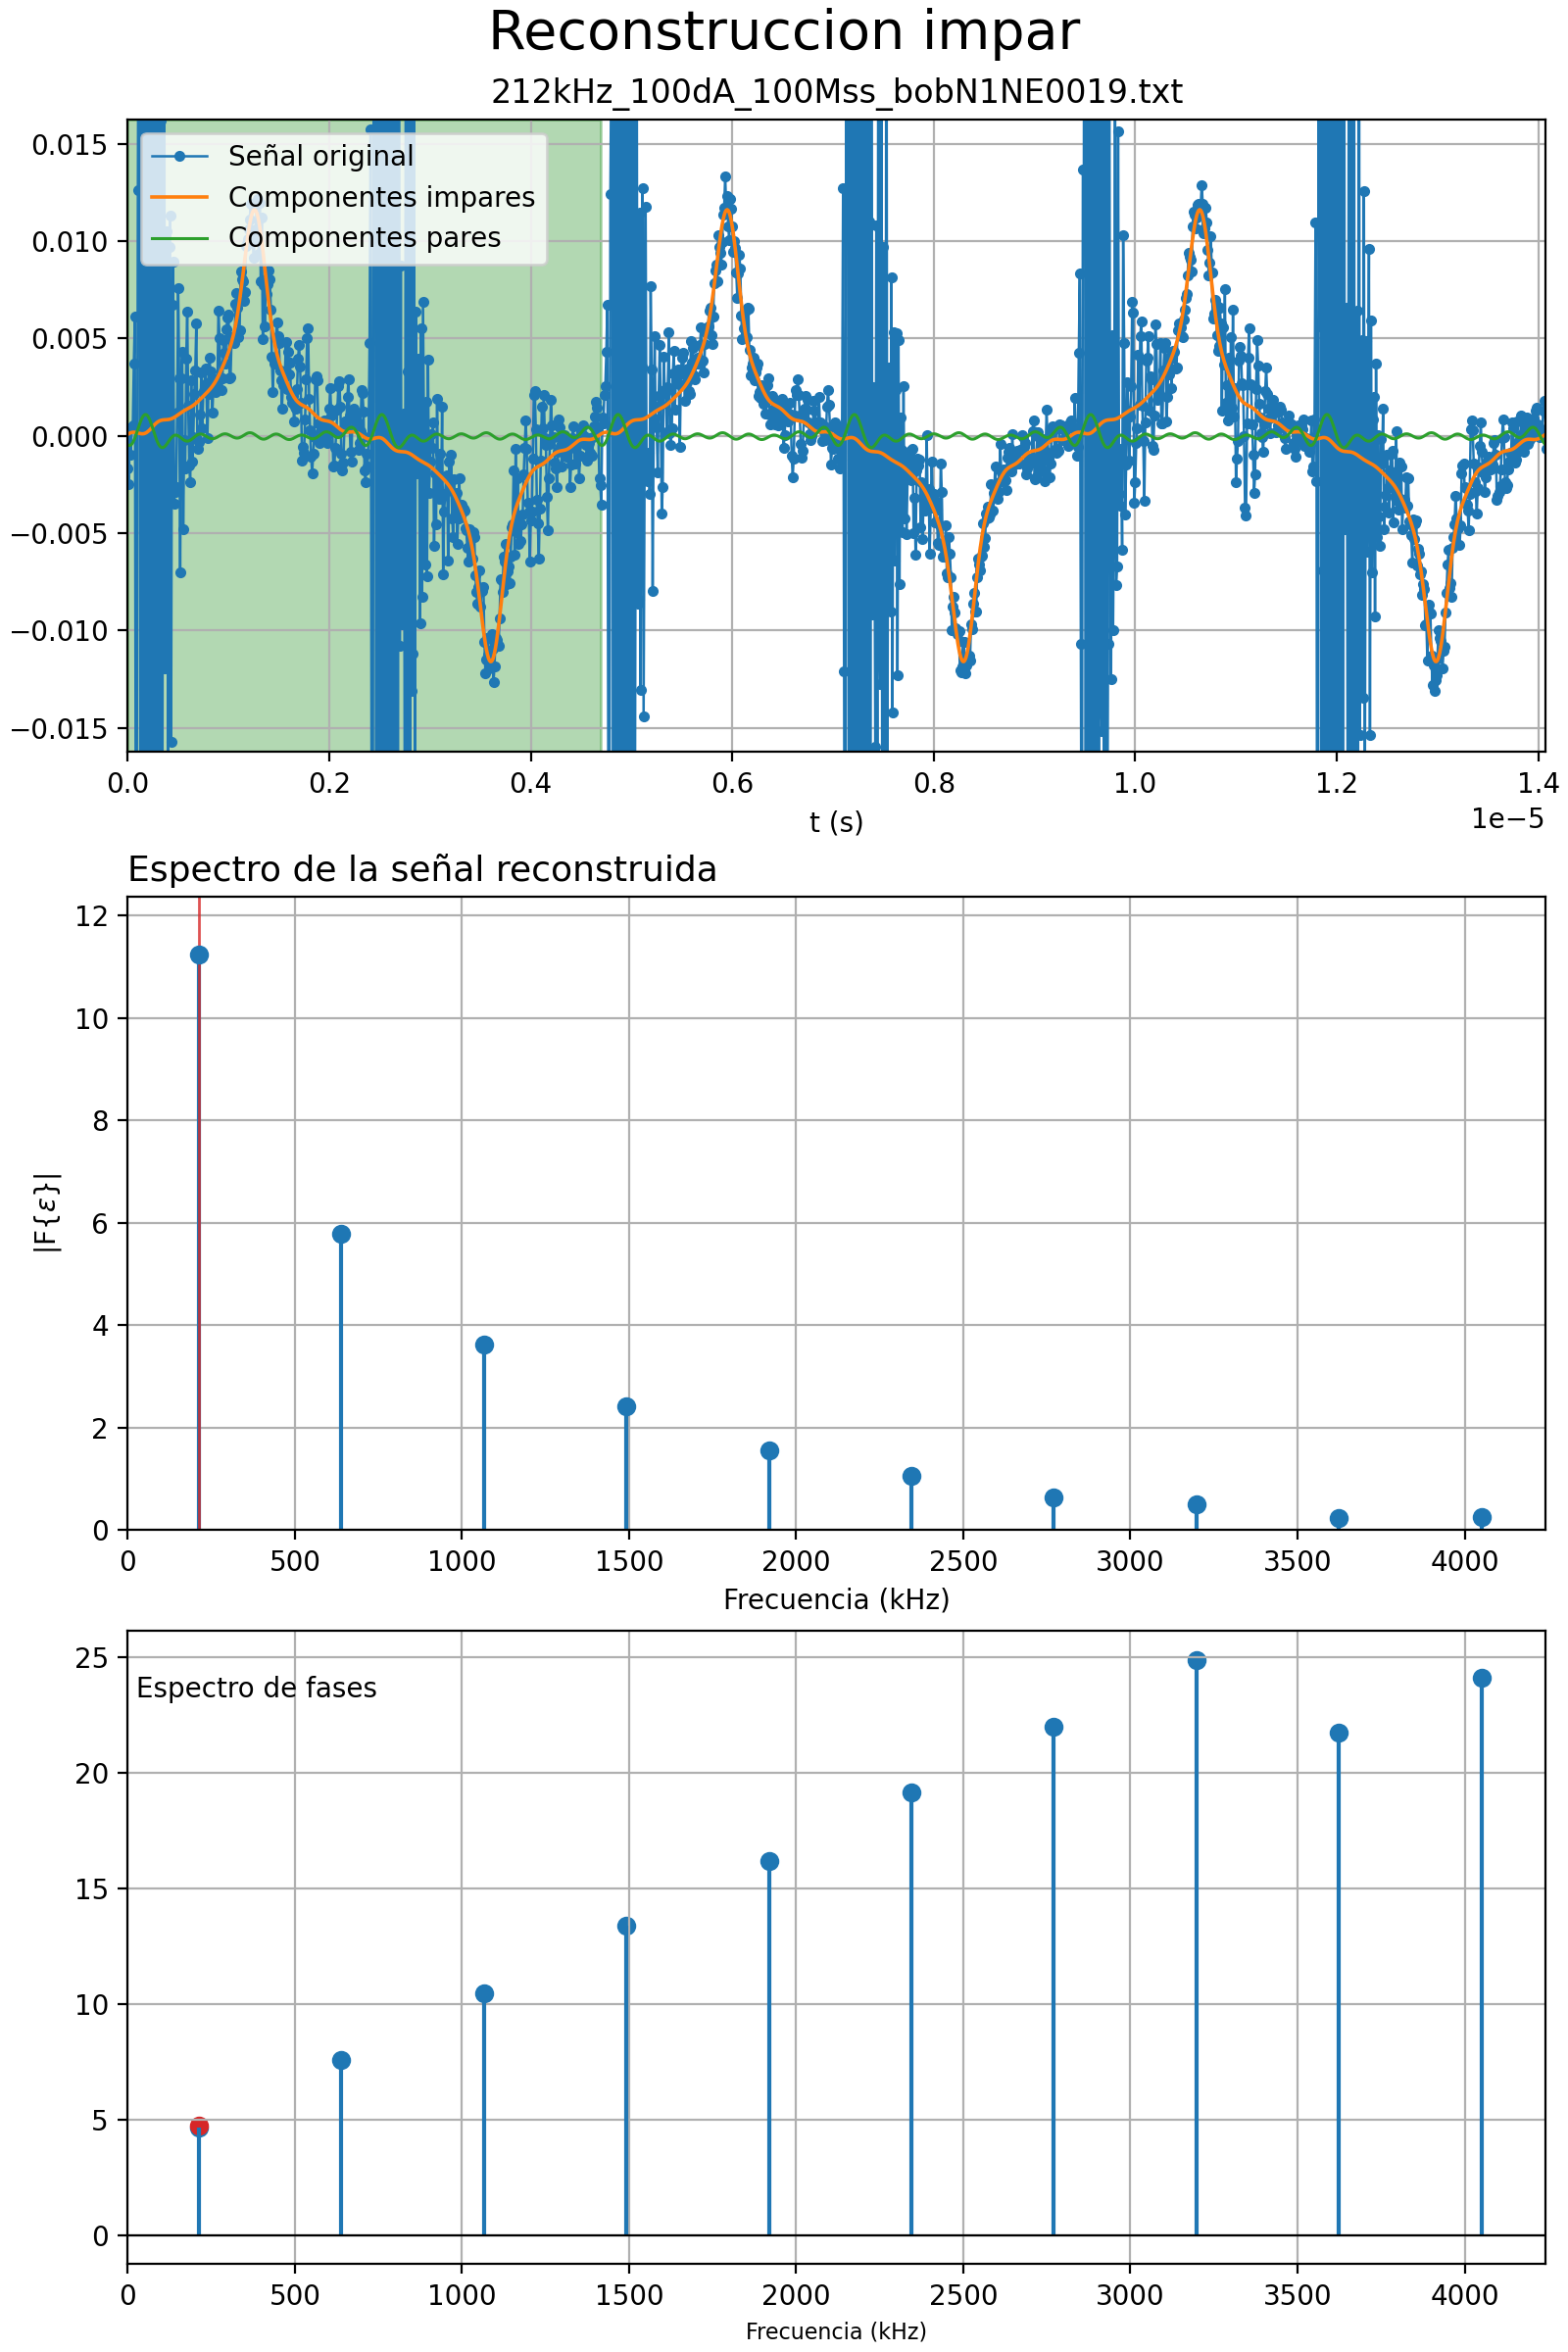 Reconstruccion impar
212kHz_100dA_100Mss_bobN1NE0019.txt
Señal original
Componentes impares
Componentes pares
0.015
0.010
0.005
0.000
−0.005
−0.010
−0.015
0.0 0.2 0.4 0.6 0.8 1.0 1.2 1.4
1e−5
t (s)
Espectro de la señal reconstruida
12
10
8
6
4
2
0
|F{ε}|
0 500 1000 1500 2000 2500 3000 3500 4000
Frecuencia (kHz)
Espectro de fases
25
20
15
10
5
0
0 500 1000 1500 2000 2500 3000 3500 4000
Frecuencia (kHz)